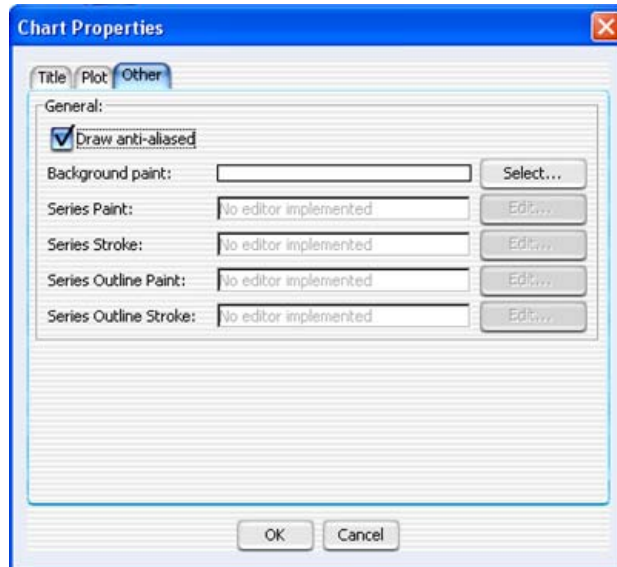 Chart Properties
Title Plot Other
General:
Draw anti-aliased
Background paint: Select...
Series Paint: No editor implemented Edit...
Series Stroke: No editor implemented Edit...
Series Outline Paint: No editor implemented Edit...
Series Outline Stroke: No editor implemented Edit...
OK Cancel